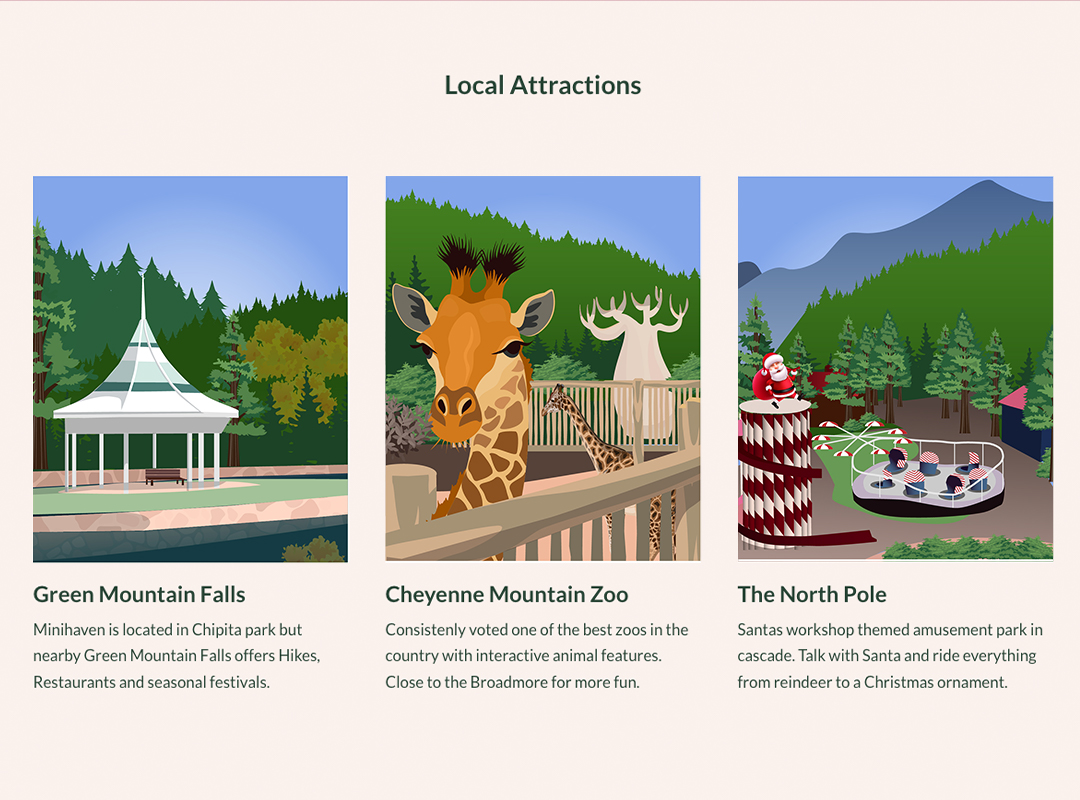 Local Attractions
Green Mountain Falls
Minihaven is located in Chipita park but
nearby Green Mountain Falls offers Hikes,
Restaurants and seasonal festivals.
Cheyenne Mountain Zoo
Consistenly voted one of the best zoos in the
country with interactive animal features.
Close to the Broadmore for more fun.
The North Pole
Santas workshop themed amusement park in
cascade. Talk with Santa and ride everything
from reindeer to a Christmas ornament.